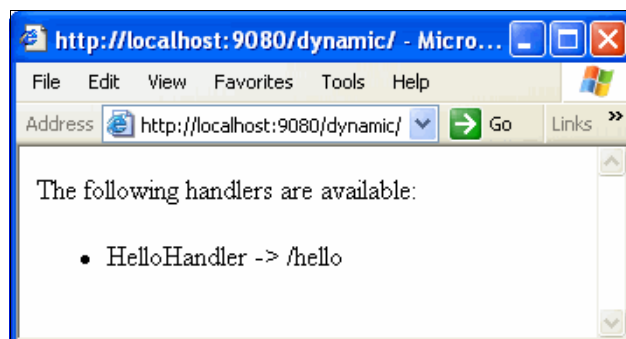 http://localhost:9080/dynamic/ - Micro...
File Edit View Favorites Tools Help
Address http://localhost:9080/dynamic/ Go Links »
The following handlers are available:
• HelloHandler -> /hello